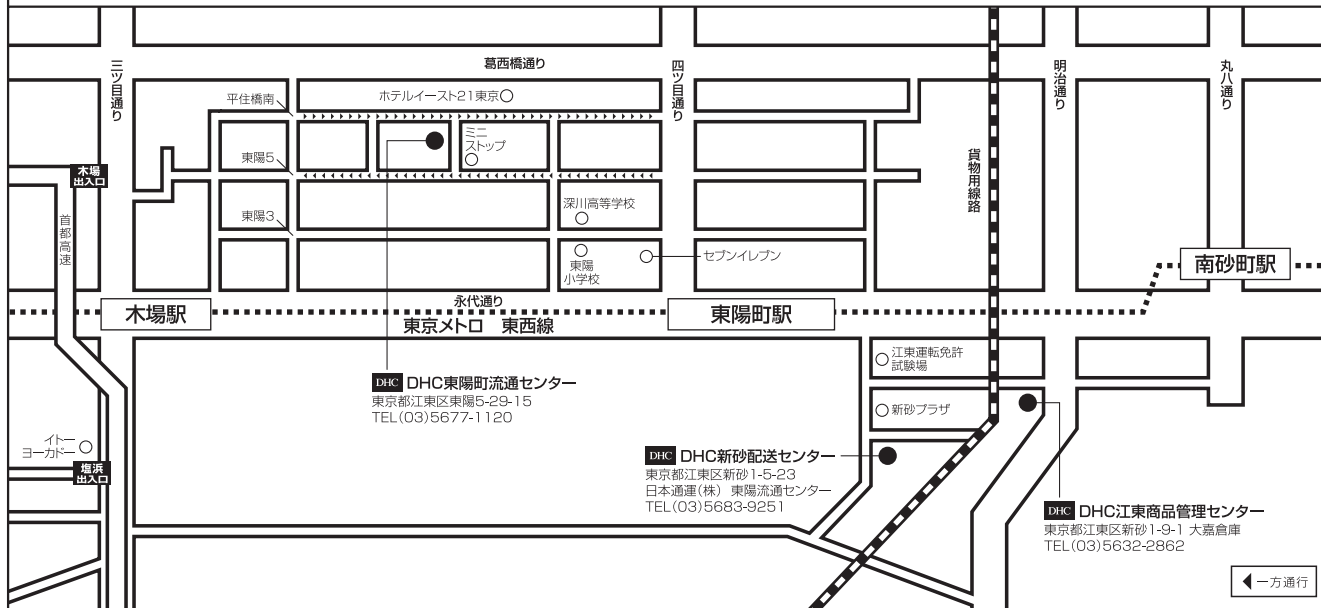 三ツ目通り
葛西橋通り
四ツ目通り
明治通り
丸八通り
平住橋南
ホテルイースト21東京
ミニ
ストップ
東陽5
貨物用線路
木場
出入口
首都高速
東陽3
深川高等学校
東陽
小学校
セブンイレブン
南砂町駅
永代通り
木場駅
東京メトロ 東西線
東陽町駅
江東運転免許
試験場
DHC DHC東陽町流通センター
東京都江東区東陽5-29-15
TEL(03)5677-1120
新砂プラザ
イトー
ヨーカドー
塩浜
出入口
DHC DHC新砂配送センター
東京都江東区新砂1-5-23
日本通運(株) 東陽流通センター
TEL(03)5683-9251
DHC DHC江東商品管理センター
東京都江東区新砂1-9-1 大嘉倉庫
TEL(03)5632-2862
一方通行